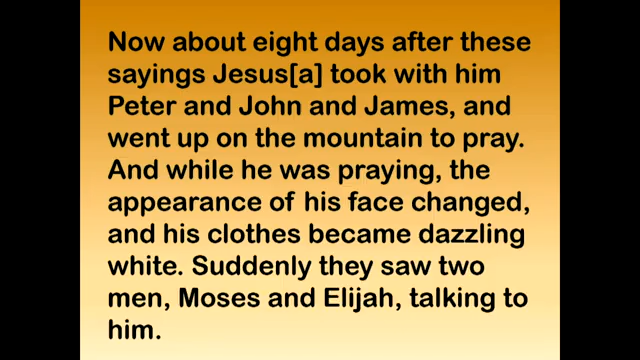 Now about eight days after these
sayings Jesus[a] took with him
Peter and John and James, and
went up on the mountain to pray.
And while he was praying, the
appearance of his face changed,
and his clothes became dazzling
white. Suddenly they saw two
men, Moses and Elijah, talking to
him.